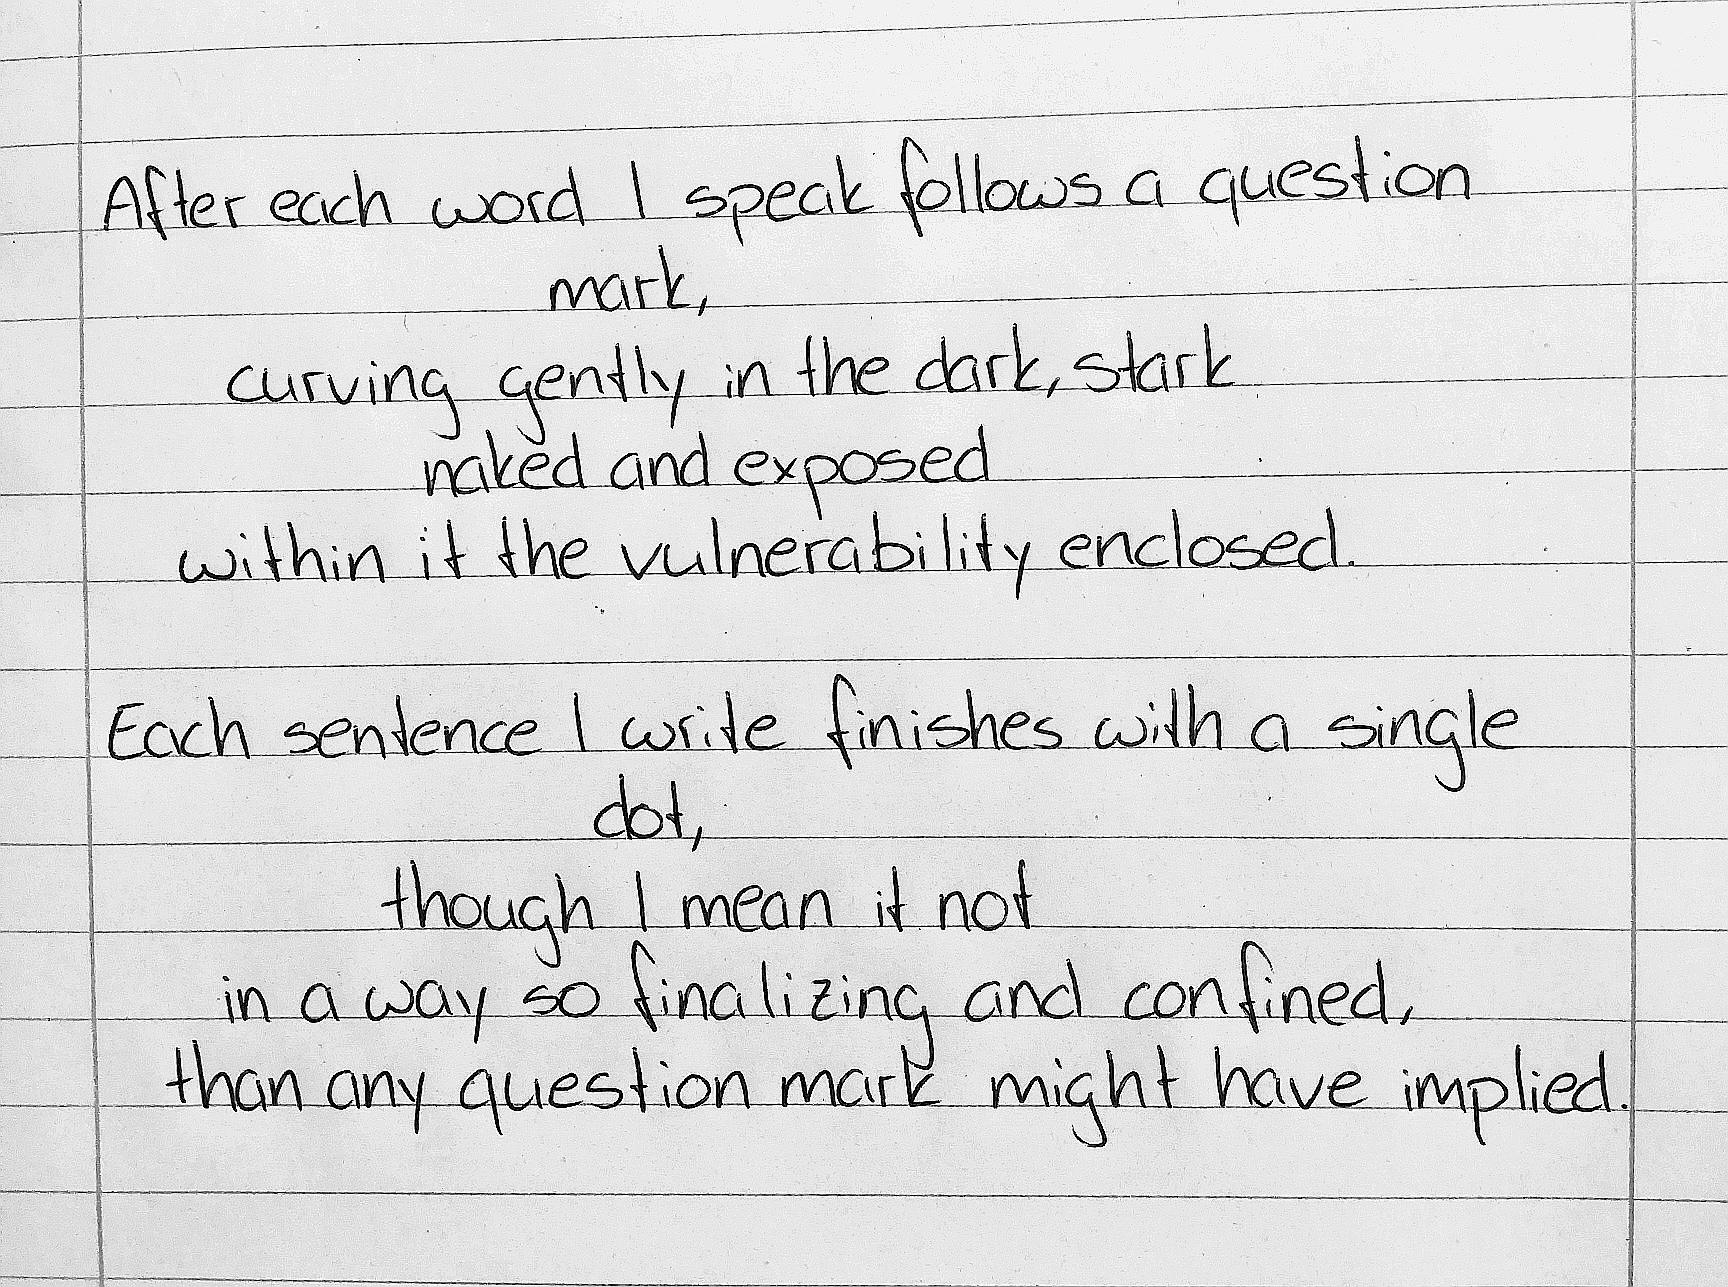 After each word I speak follows a question
mark,
curving gently in the dark, stark
naked and exposed
within it the vulnerability enclosed.
Each sentence I write finishes with a single
dot,
though I mean it not
in a way so finalizing and confined,
than any question mark might have implied.